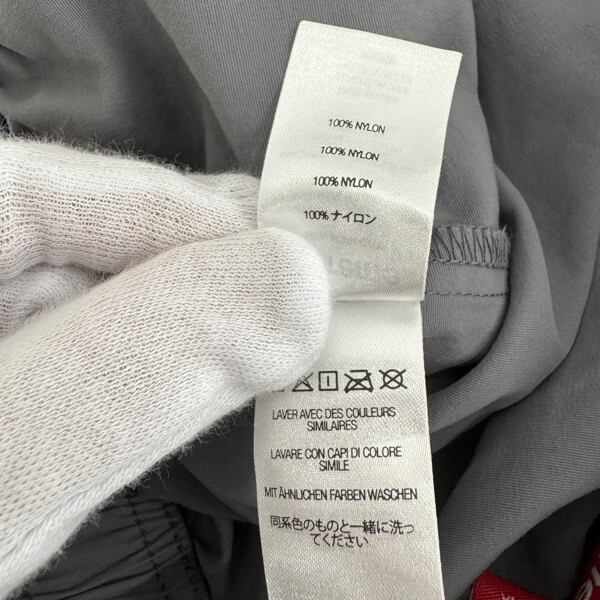 100% NYLON
100% NYLON
100% NYLON
100% ナイロン
LAVER AVEC DES COULEURS
SIMILAIRES
LAVARE CON CAPI DI COLORE
SIMILE
MIT ÄHNLICHEN FARBEN WASCHEN
同系色のものと一緒に洗っ
てください